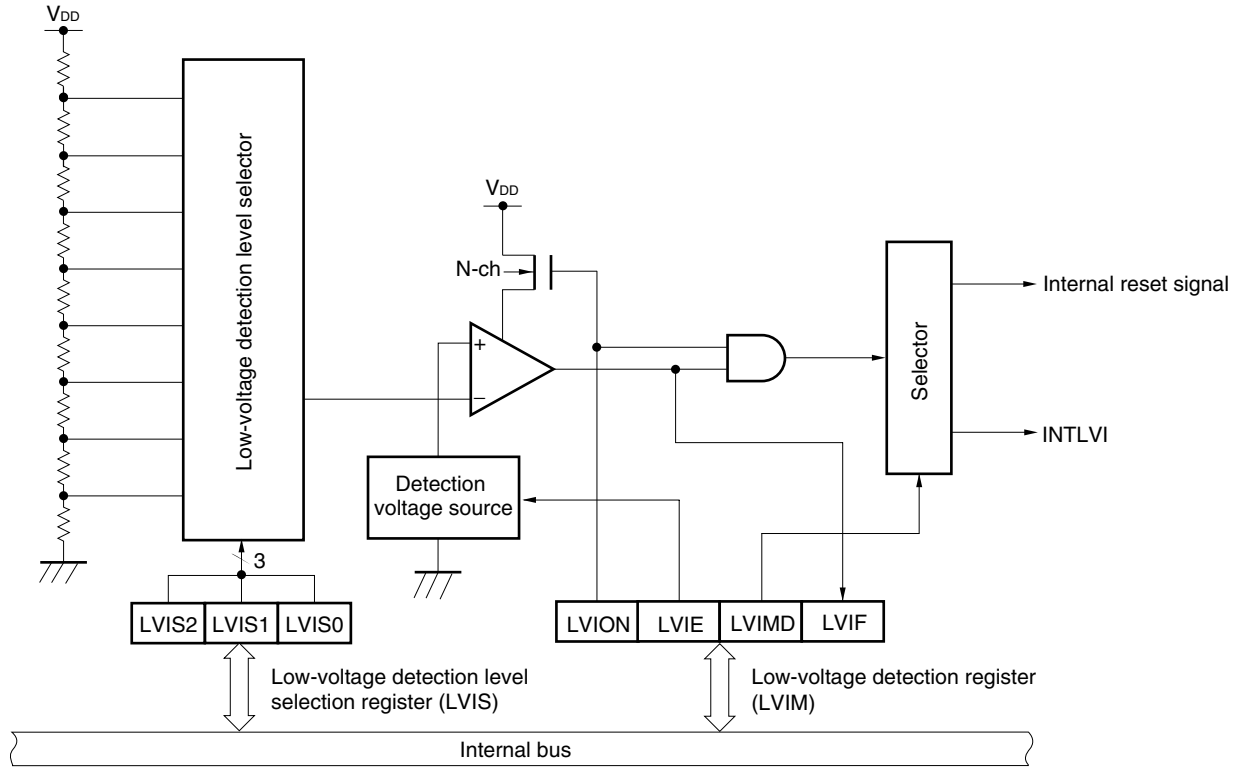 VDD
Low-voltage detection level selector
VDD
N-ch
+
−
Detection
voltage source
Selector
Internal reset signal
INTLVI
3
LVIS2 LVIS1 LVIS0
LVION LVIE LVIMD LVIF
Low-voltage detection level
selection register (LVIS)
Low-voltage detection register
(LVIM)
Internal bus